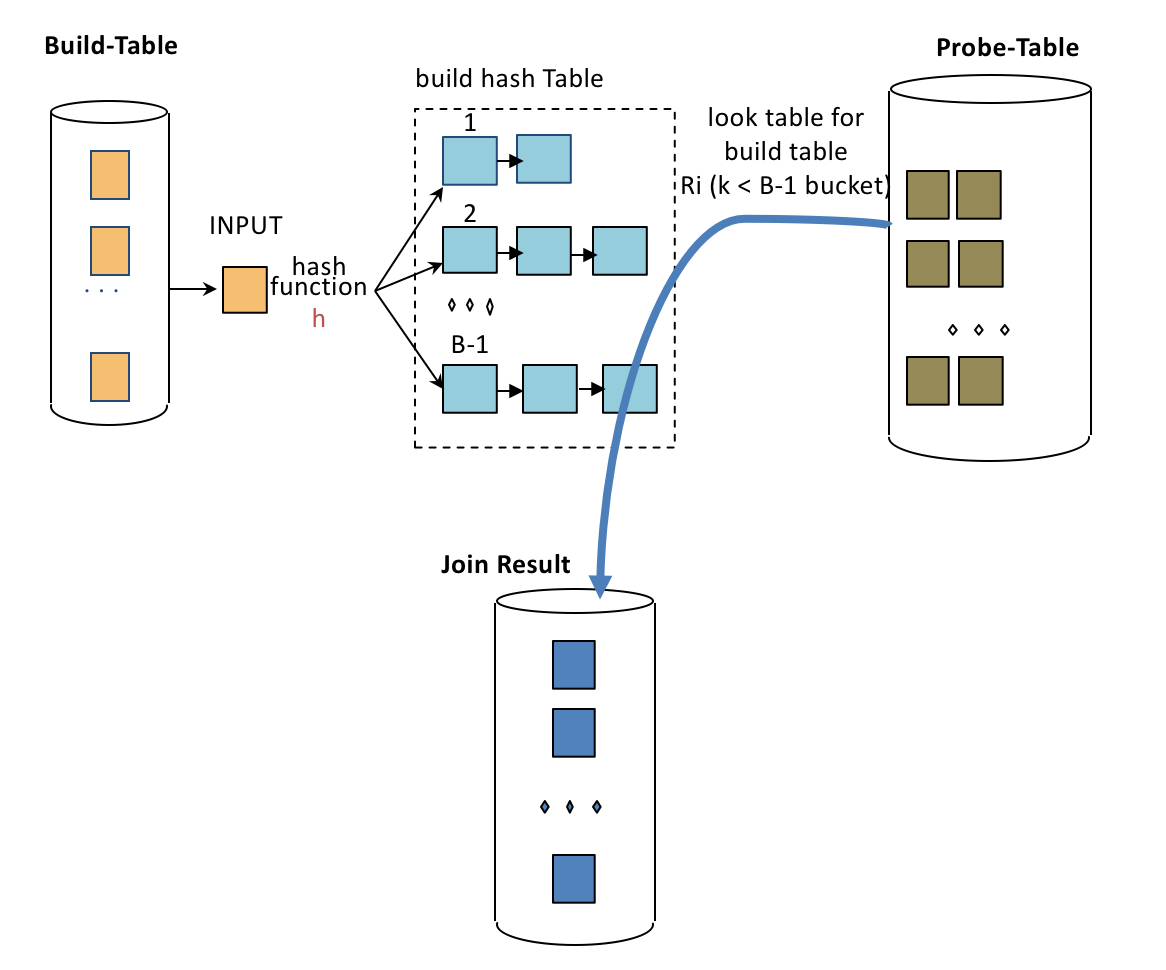 Build-Table
Probe-Table
build hash Table
1
look table for
build table
Ri (k < B-1 bucket)
2
INPUT
hash
function
h
. . .
B-1
Join Result